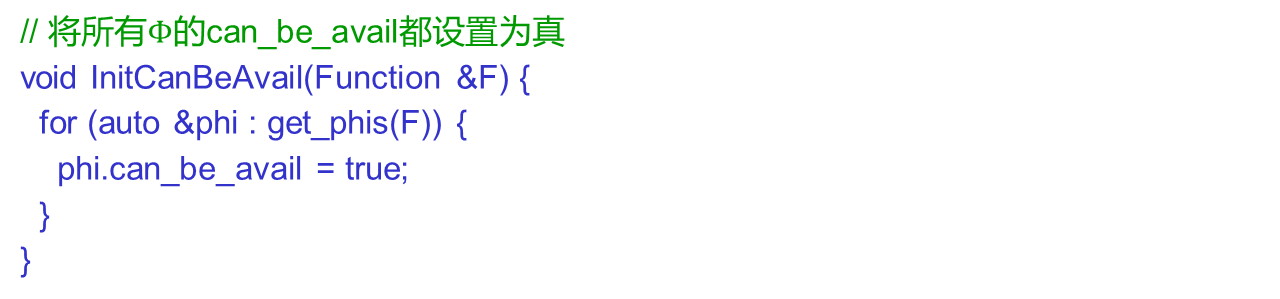 // 将所有Φ的can_be_avail都设置为真
void InitCanBeAvail(Function &F) {
  for (auto &phi : get_phis(F)) {
    phi.can_be_avail = true;
  }
}